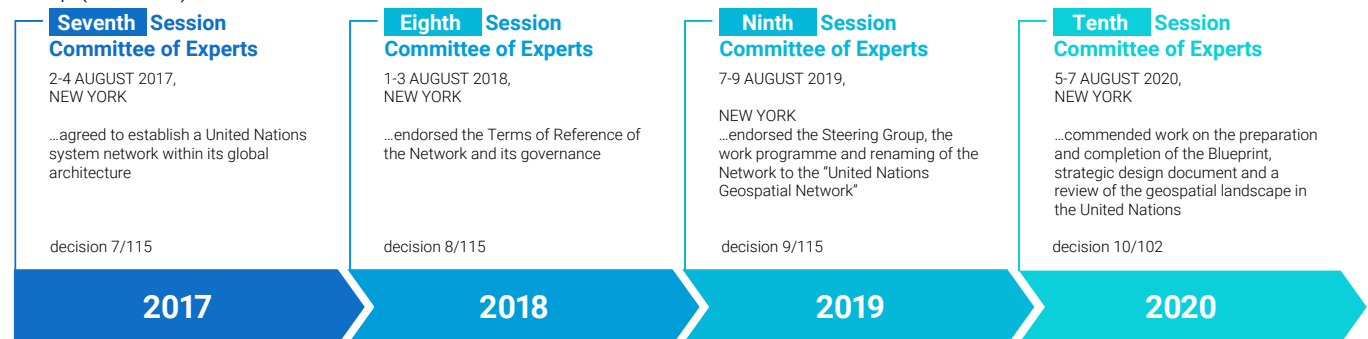 Seventh Session
Committee of Experts
2-4 AUGUST 2017,
NEW YORK
…agreed to establish a United Nations
system network within its global
architecture
decision 7/115
2017
Eighth Session
Committee of Experts
1-3 AUGUST 2018,
NEW YORK
…endorsed the Terms of Reference of
the Network and its governance
decision 8/115
2018
Ninth Session
Committee of Experts
7-9 AUGUST 2019,
NEW YORK
…endorsed the Steering Group, the
work programme and renaming of the
Network to the “United Nations
Geospatial Network”
decision 9/115
2019
Tenth Session
Committee of Experts
5-7 AUGUST 2020,
NEW YORK
…commended work on the preparation
and completion of the Blueprint,
strategic design document and a
review of the geospatial landscape in
the United Nations
decision 10/102
2020